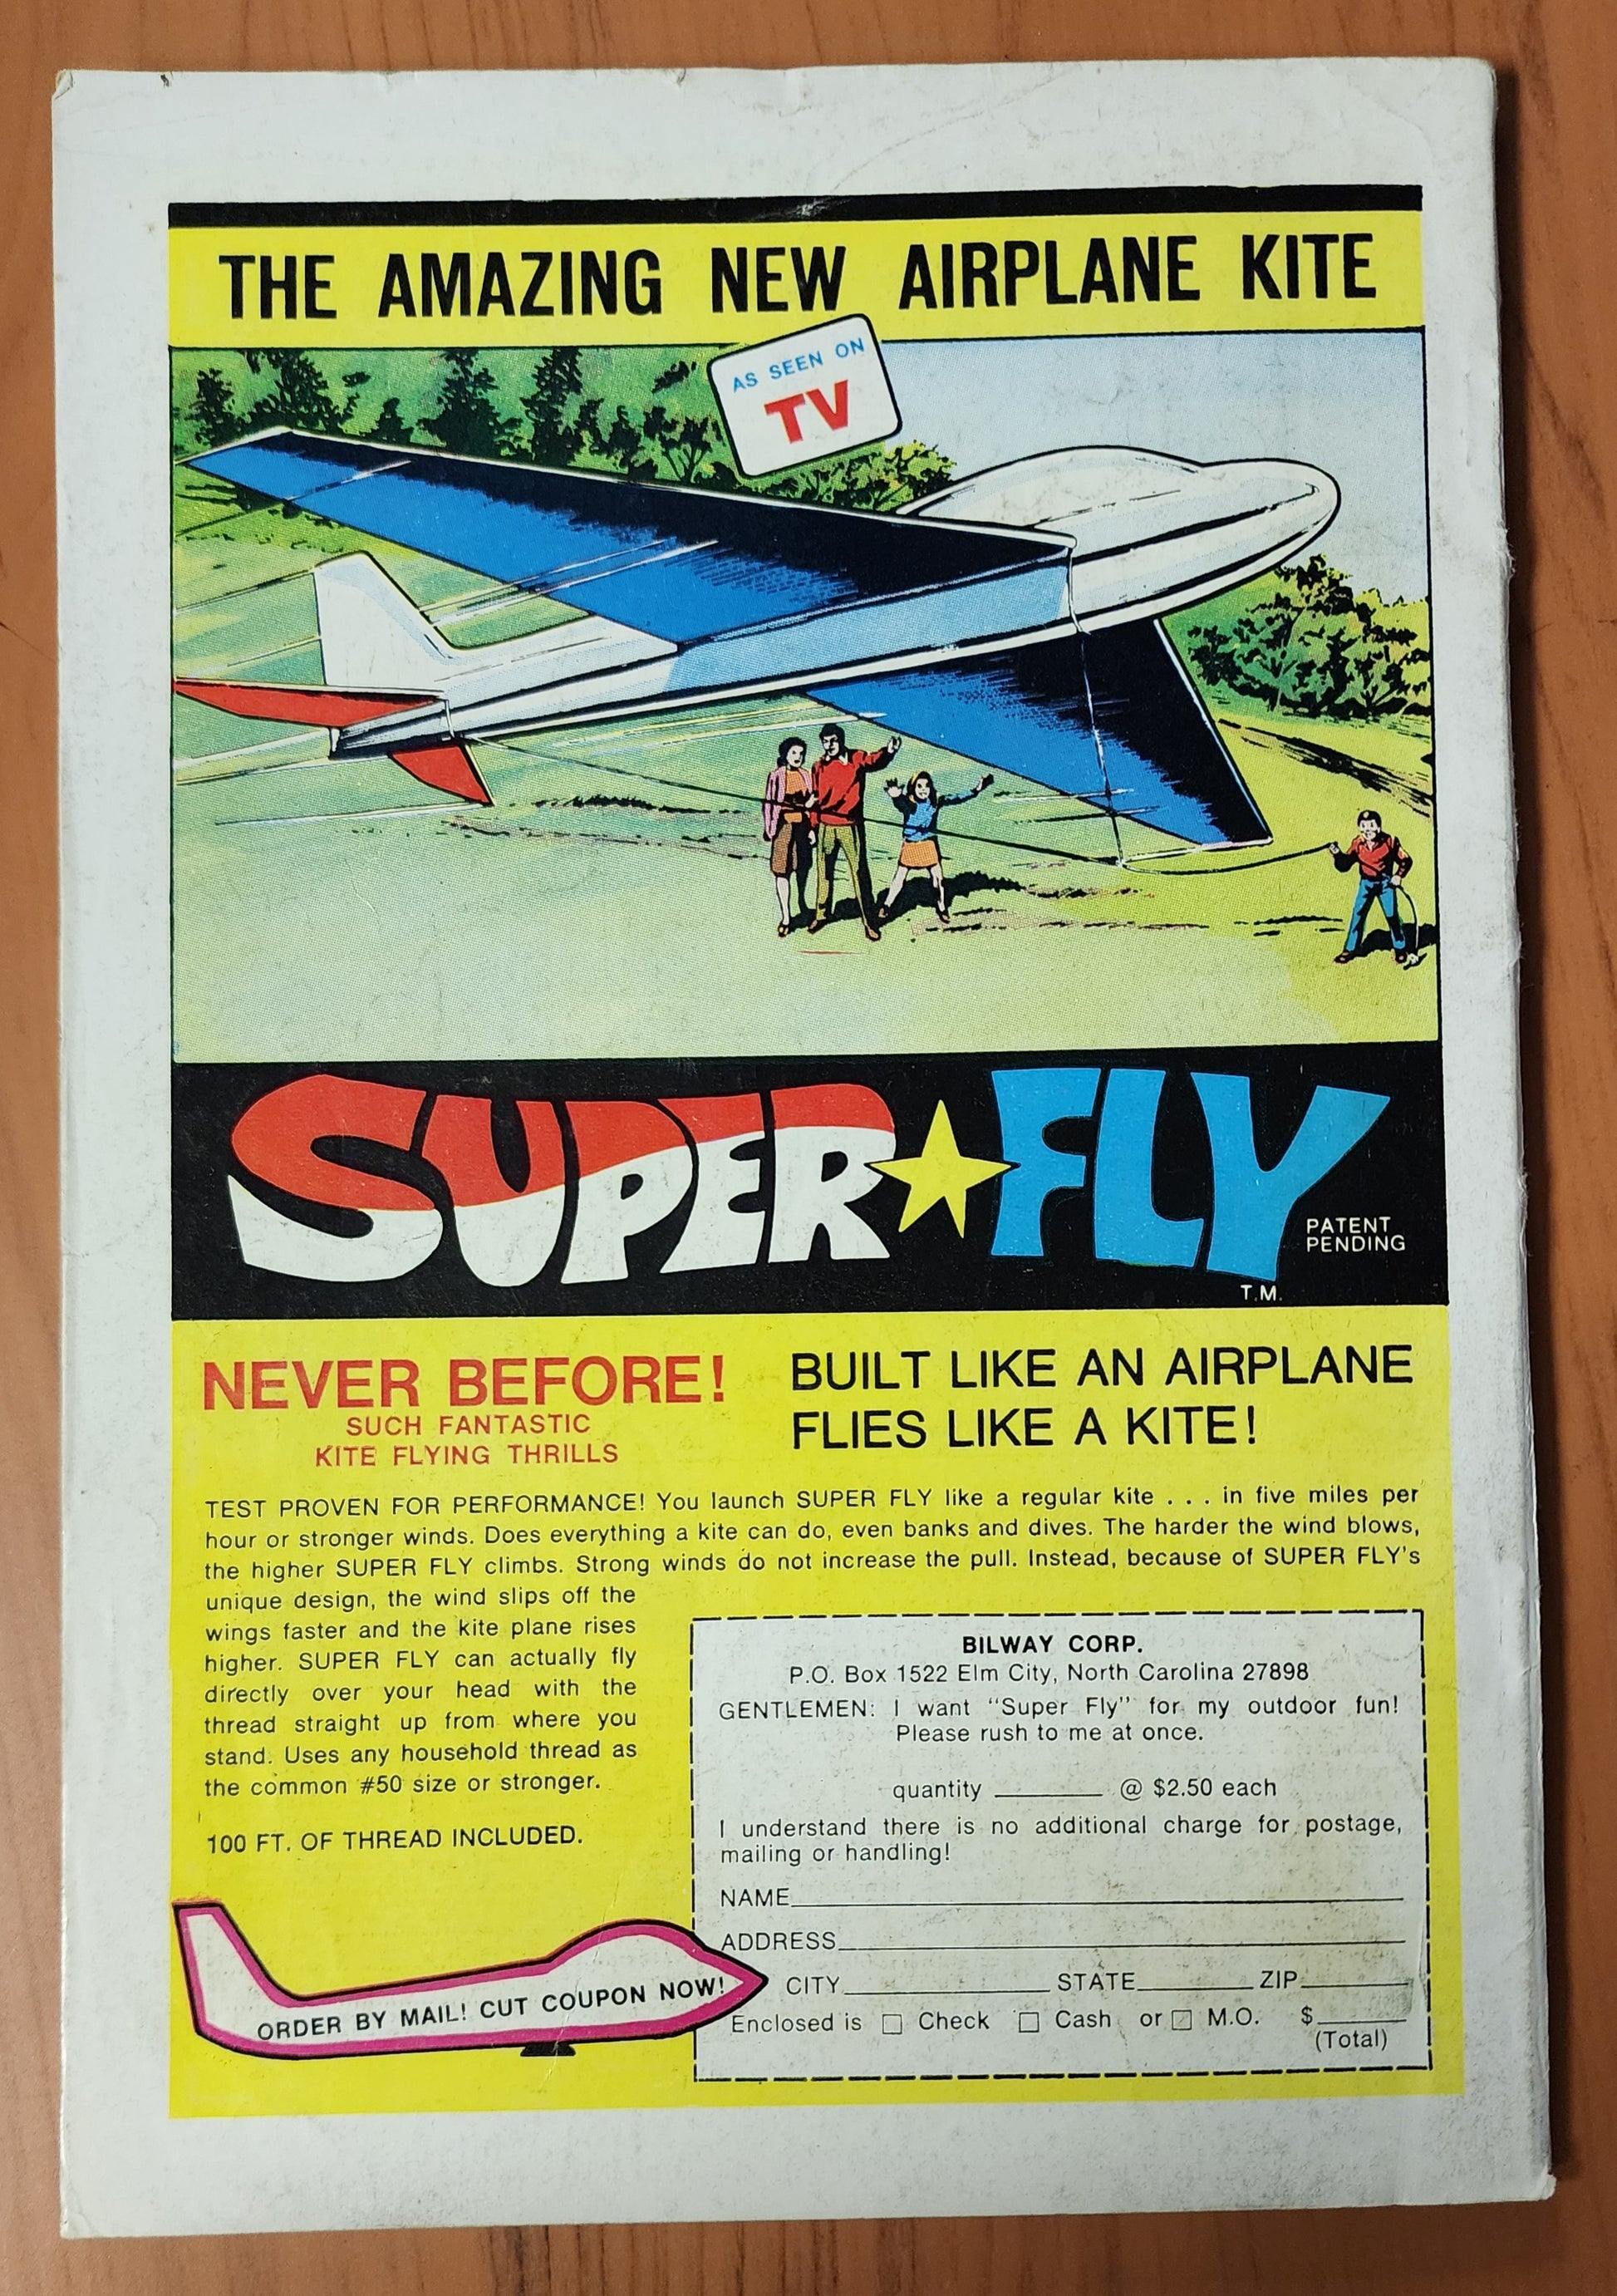 THE AMAZING NEW AIRPLANE KITE
AS SEEN ON
TV
SUPER FLY
PATENT
PENDING
T.M.
NEVER BEFORE!
SUCH FANTASTIC
KITE FLYING THRILLS
BUILT LIKE AN AIRPLANE
FLIES LIKE A KITE!
TEST PROVEN FOR PERFORMANCE! You launch SUPER FLY like a regular kite . . . in five miles per
hour or stronger winds. Does everything a kite can do, even banks and dives. The harder the wind blows,
the higher SUPER FLY climbs. Strong winds do not increase the pull. Instead, because of SUPER FLY's
unique design, the wind slips off the
wings faster and the kite plane rises
higher. SUPER FLY can actually fly
directly over your head with the
thread straight up from where you
stand. Uses any household thread as
the common #50 size or stronger.
100 FT. OF THREAD INCLUDED.
ORDER BY MAIL! CUT COUPON NOW!
BILWAY CORP.
P.O. Box 1522 Elm City, North Carolina 27898
GENTLEMEN: I want "Super Fly" for my outdoor fun!
Please rush to me at once.
quantity ________ @ $2.50 each
I understand there is no additional charge for postage,
mailing or handling!
NAME
ADDRESS
CITY STATE ZIP
Enclosed is □ Check □ Cash or □ M.O. $
(Total)